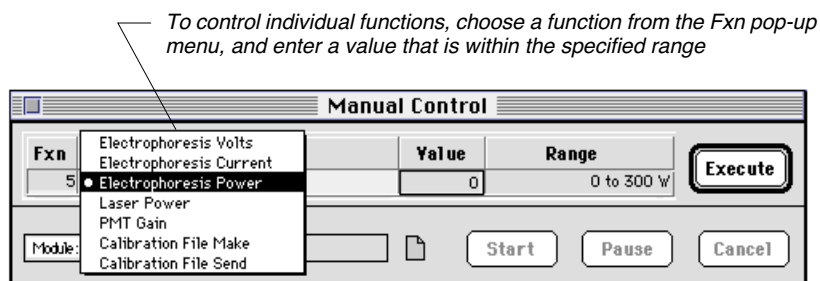 To control individual functions, choose a function from the Fxn pop-up
menu, and enter a value that is within the specified range
Manual Control
Fxn
Value
Range
5
Electrophoresis Volts
Electrophoresis Current
Electrophoresis Power
Laser Power
PMT Gain
Calibration File Make
Calibration File Send
0
0 to 300 W
Execute
Module:
Start
Pause
Cancel